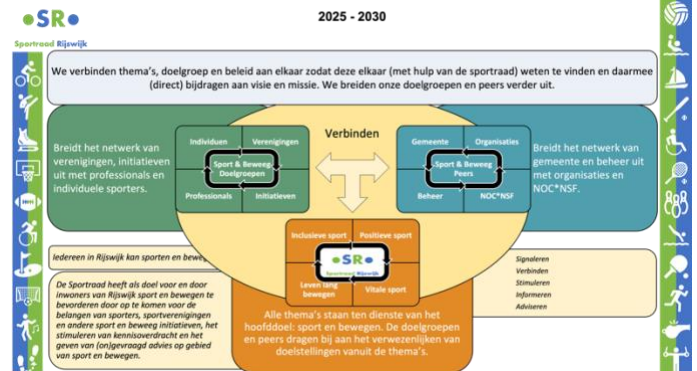 SR
Sportraad Rijswijk
2025 - 2030
We verbinden thema's, doelgroep en beleid aan elkaar zodat deze elkaar (met hulp van de sportraad) weten te vinden en daarmee
(direct) bijdragen aan visie en missie. We breiden onze doelgroepen en peers verder uit.
Breidt het netwerk van
verenigingen, initiatieven
uit met professionals en
individuele sporters.
Individuen
Verenigingen
Sport & Beweeg
Doelgroepen
Professionals
Initiatieven
Verbinden
Gemeente
Organisaties
Sport & Beweeg
Peers
Beheer
NOC*NSF
Breidt het netwerk van
gemeente en beheer uit
met organisaties en
NOC*NSF.
Inclusieve sport
Positieve sport
SR
Sportraad Rijswijk
Leven lang
bewegen
Vitale sport
Iedereen in Rijswijk kan sporten en beweg
De Sportraad heeft als doel voor en door
inwoners van Rijswijk sport en bewegen te
bevorderen door op te komen voor de
belangen van sporters, sportverenigingen
en andere sport en beweeg initiatieven, het
stimuleren van kennisoverdracht en het
geven van (on)gevraagd advies op gebied
van sport en bewegen.
Alle thema's staan ten dienste van het
hoofddoel: sport en bewegen. De doelgroepen
en peers dragen bij aan het verwezenlijken van
doelstellingen vanuit de thema's.
Signaleren
Verbinden
Stimuleren
Informeren
Adviseren